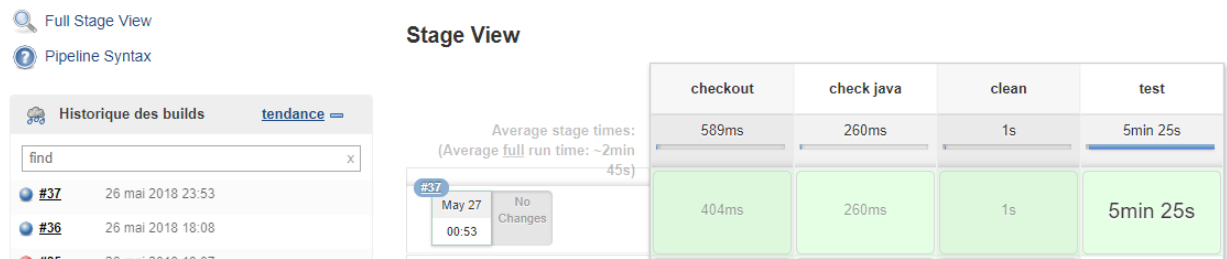 Full Stage View
Pipeline Syntax
Historique des builds
tendance
find
x
#37
26 mai 2018 23:53
#36
26 mai 2018 18:08
Stage View
checkout
check java
clean
test
Average stage times:
(Average full run time: ~2min
45s)
589ms
260ms
1s
5min 25s
#37
May 27
00:53
No
Changes
404ms
260ms
1s
5min 25s